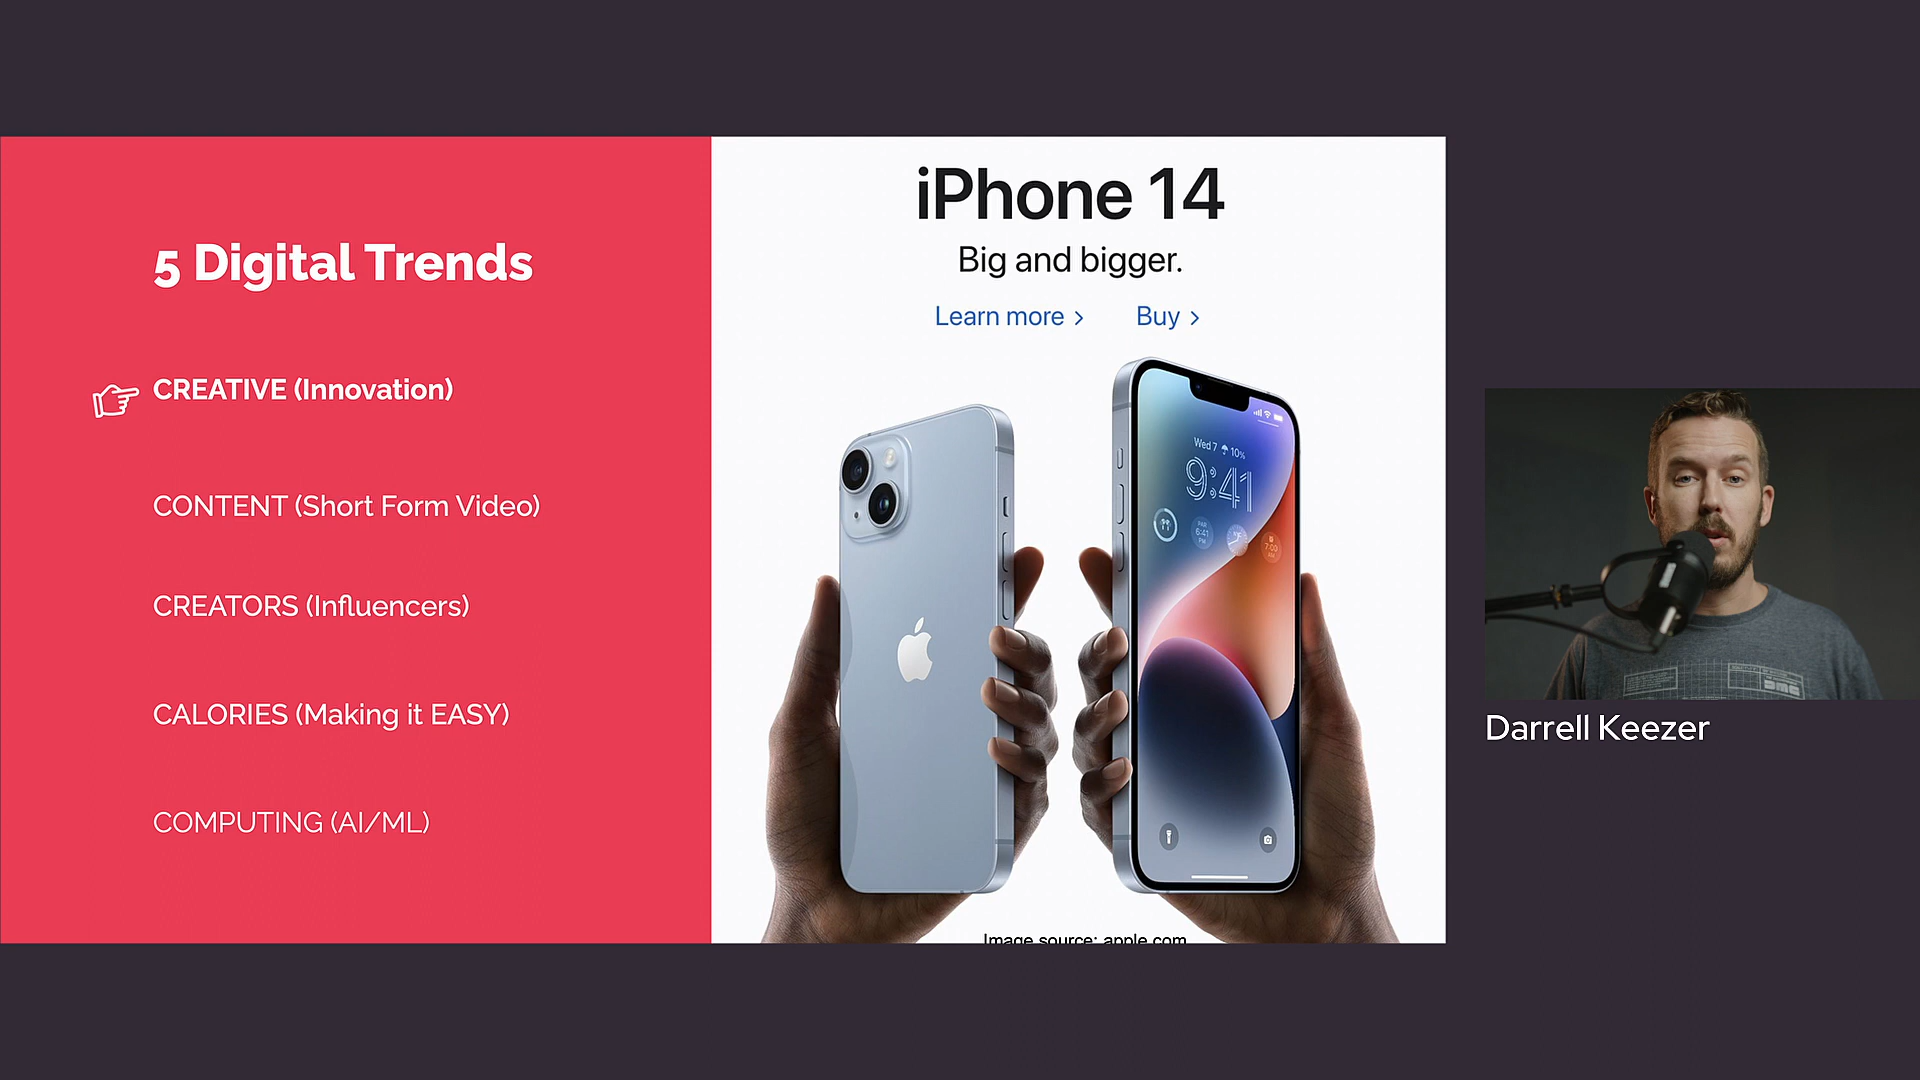 5 Digital Trends
CREATIVE (Innovation)
CONTENT (Short Form Video)
CREATORS (Influencers)
CALORIES (Making it EASY)
COMPUTING (AI/ML)
iPhone 14
Big and bigger.
Learn more >
Buy >
Wed 7 10%
9:41
Image source: apple.com
Darrell Keezer